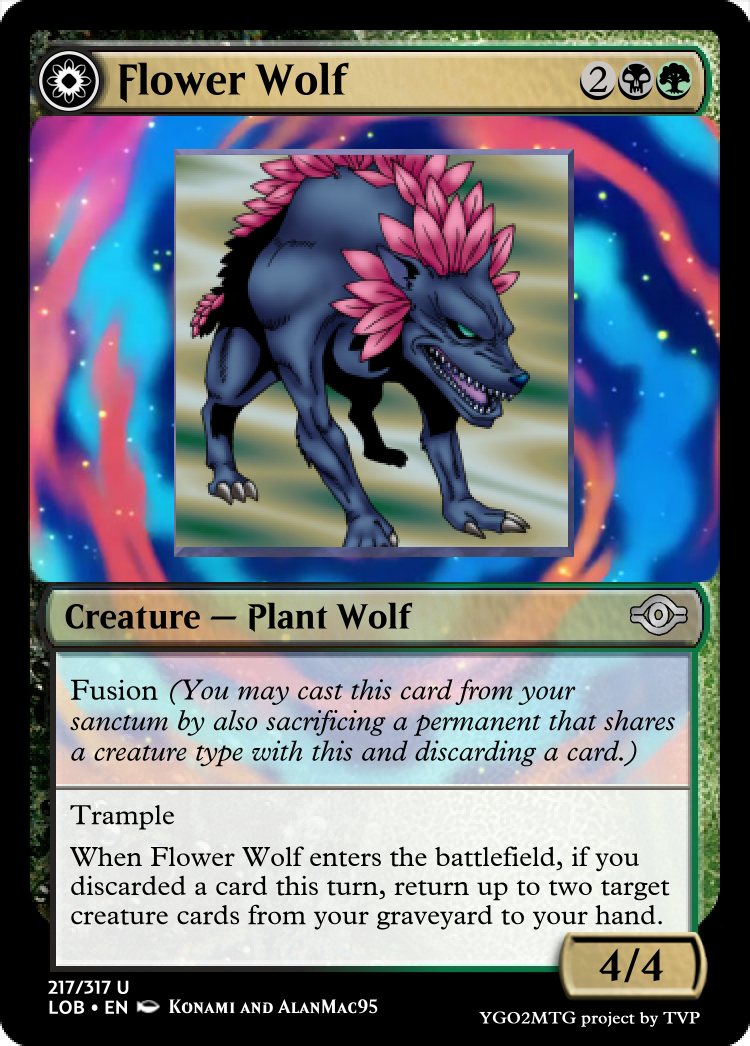 Flower Wolf 2
Creature — Plant Wolf
Fusion (You may cast this card from your
sanctum by also sacrificing a permanent that shares
a creature type with this and discarding a card.)
Trample
When Flower Wolf enters the battlefield, if you
discarded a card this turn, return up to two target
creature cards from your graveyard to your hand.
4/4
217/317 U
LOB • EN Konami and AlanMac95
YGO2MTG project by TVP